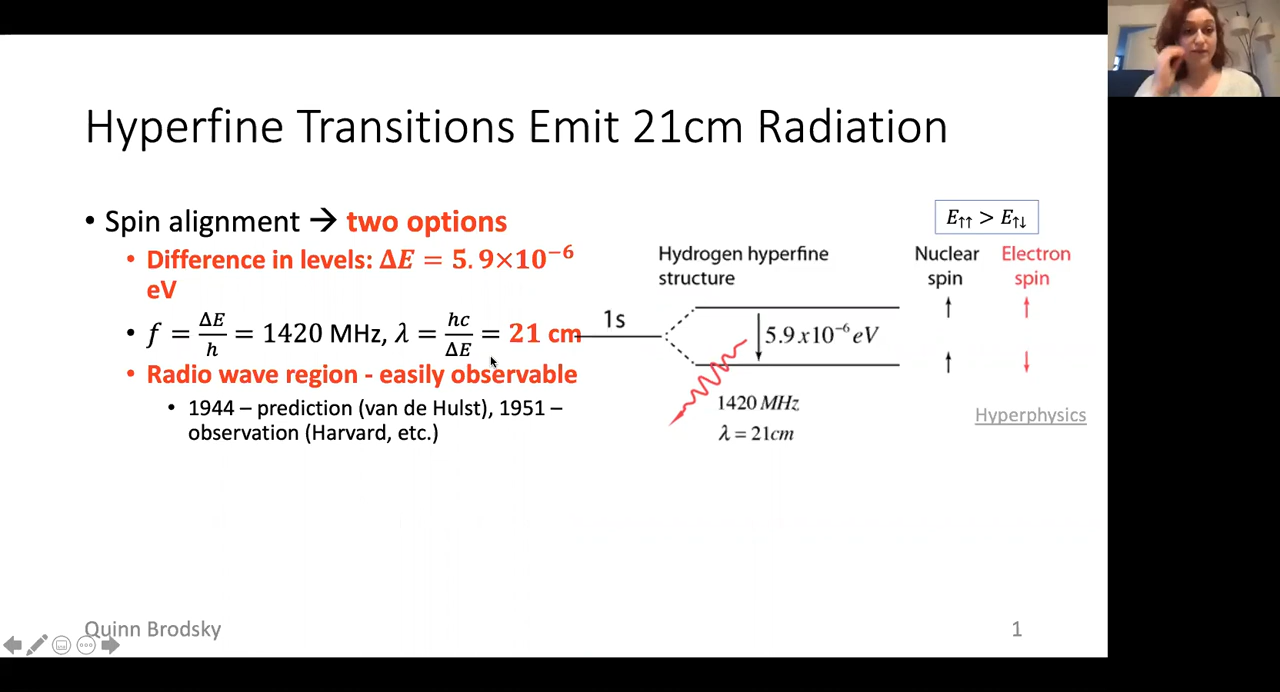 Hyperfine Transitions Emit 21cm Radiation
• Spin alignment → two options
• Difference in levels: ΔE = 5.9×10⁻⁶
eV
• f = ΔE/h = 1420 MHz, λ = hc/ΔE = 21 cm
• Radio wave region - easily observable
• 1944 – prediction (van de Hulst), 1951 –
observation (Harvard, etc.)
E↑↑ > E↑↓
Hydrogen hyperfine
structure
Nuclear
spin
Electron
spin
1s
5.9x10⁻⁶eV
1420 MHz
λ = 21cm
Hyperphysics
Quinn Brodsky
1